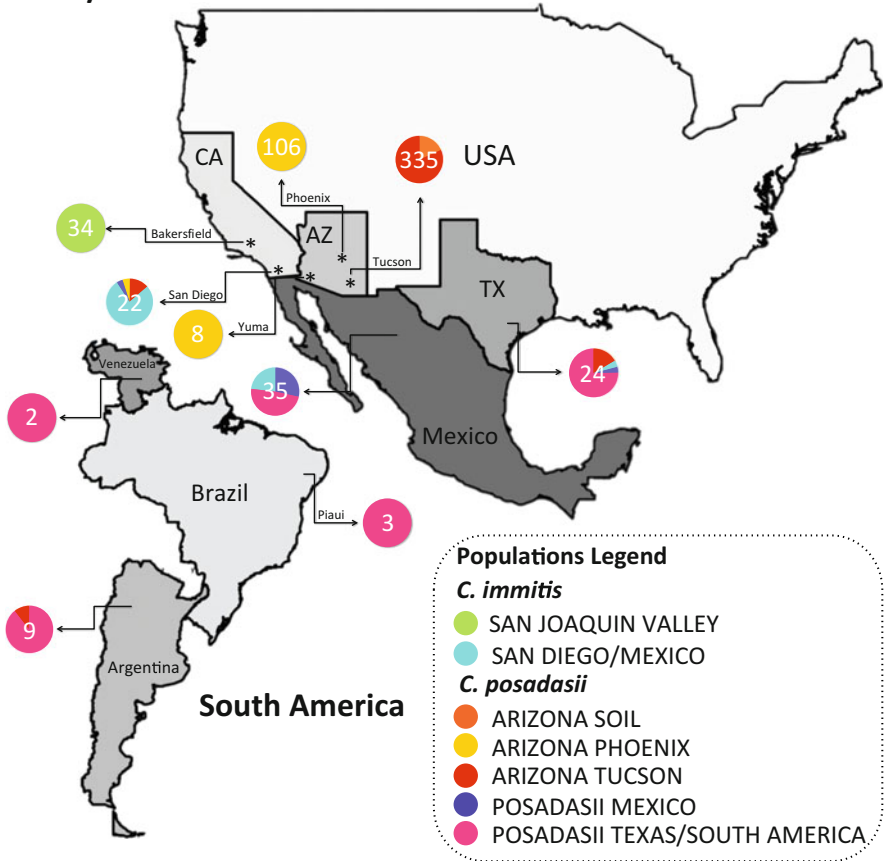 106
335
USA
CA
Phoenix
34
Bakersfield
AZ
Tucson
*
*
*
*
*
TX
San Diego
22
8
Yuma
Venezuela
35
24
2
Mexico
Brazil
Piaui
3
9
Argentina
South America
Populations Legend
C. immitis
SAN JOAQUIN VALLEY
SAN DIEGO/MEXICO
C. posadasii
ARIZONA SOIL
ARIZONA PHOENIX
ARIZONA TUCSON
POSADASII MEXICO
POSADASII TEXAS/SOUTH AMERICA